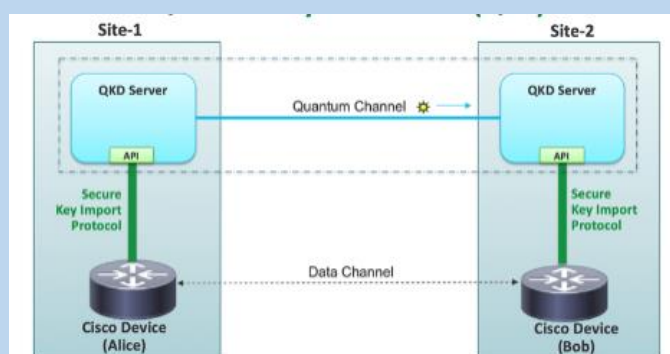 Site-1
Site-2
QKD Server
QKD Server
Quantum Channel
API
API
Secure
Key Import
Protocol
Secure
Key Import
Protocol
Data Channel
Cisco Device
(Alice)
Cisco Device
(Bob)